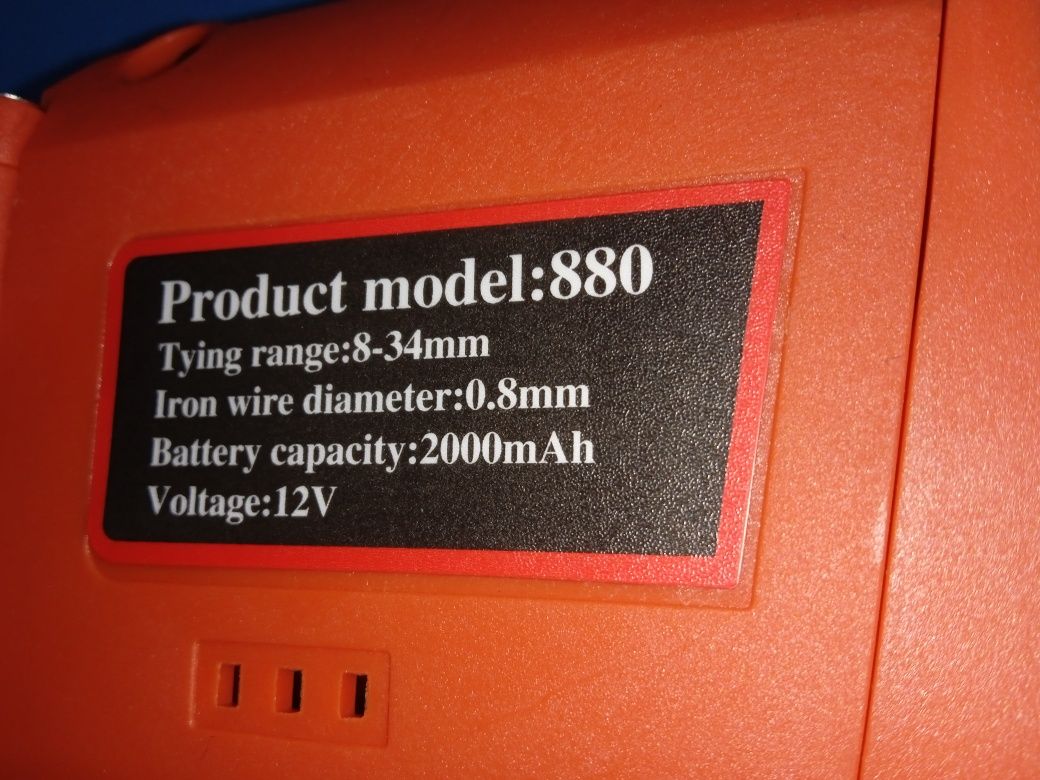 Product model:880
Tying range:8-34mm
Iron wire diameter:0.8mm
Battery capacity:2000mAh
Voltage:12V